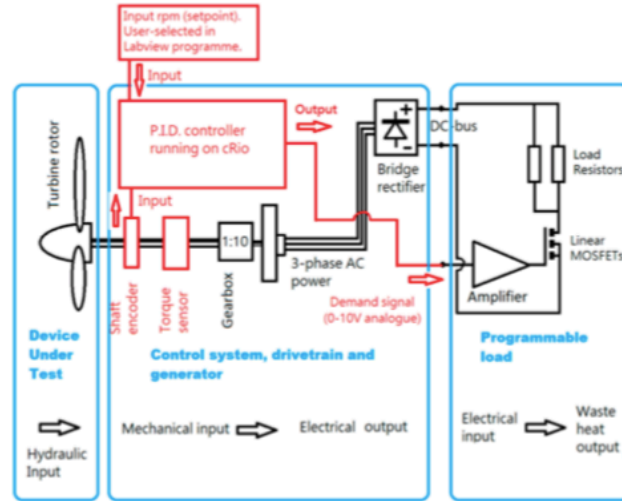 Input rpm (setpoint).
User-selected in
Labview programme.
Input
Output
P.I.D. controller
running on cRio
Input
Turbine rotor
Shaft
encoder
Torque
sensor
Gearbox
1:10
3-phase AC
power
+
-
Bridge
rectifier
DC-bus
Load
Resistors
Linear
MOSFETs
Amplifier
Demand signal
(0-10V analogue)
Device
Under
Test
Control system, drivetrain and
generator
Programmable
load
Hydraulic
Input
Mechanical input
Electrical output
Electrical
input
Waste
heat
output